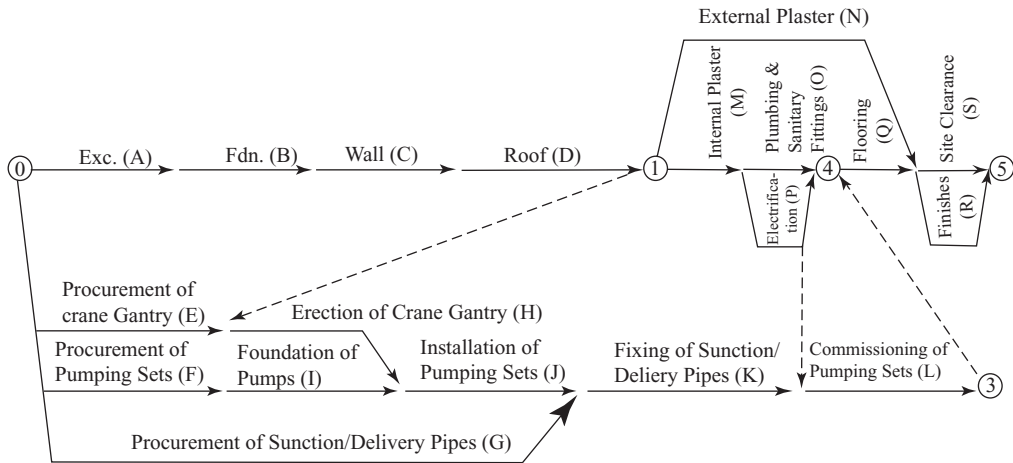 External Plaster (N)
Internal Plaster
(M)
Plumbing &
Sanitary
Fittings (O)
Flooring
(Q)
Site Clearance
(S)
Exc. (A)
Fdn. (B)
Wall (C)
Roof (D)
0
1
4
5
Electrifica-
tion (P)
Finishes
(R)
Procurement of
crane Gantry (E)
Erection of Crane Gantry (H)
Procurement of
Pumping Sets (F)
Foundation of
Pumps (I)
Installation of
Pumping Sets (J)
Fixing of Sunction/
Deliery Pipes (K)
Commissioning of
Pumping Sets (L)
3
Procurement of Sunction/Delivery Pipes (G)